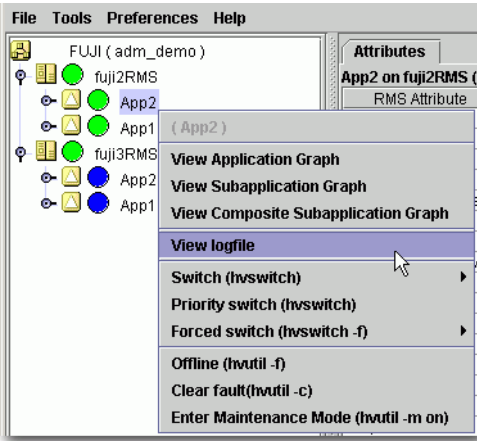 File Tools Preferences Help
FUJI ( adm_demo )
fuji2RMS
App2
App1
fuji3RMS
App2
App1
Attributes
App2 on fuji2RMS (
RMS Attribute
( App2 )
View Application Graph
View Subapplication Graph
View Composite Subapplication Graph
View logfile
Switch (hvswitch)
Priority switch (hvswitch)
Forced switch (hvswitch -f)
Offline (hvutil -f)
Clear fault(hvutil -c)
Enter Maintenance Mode (hvutil -m on)